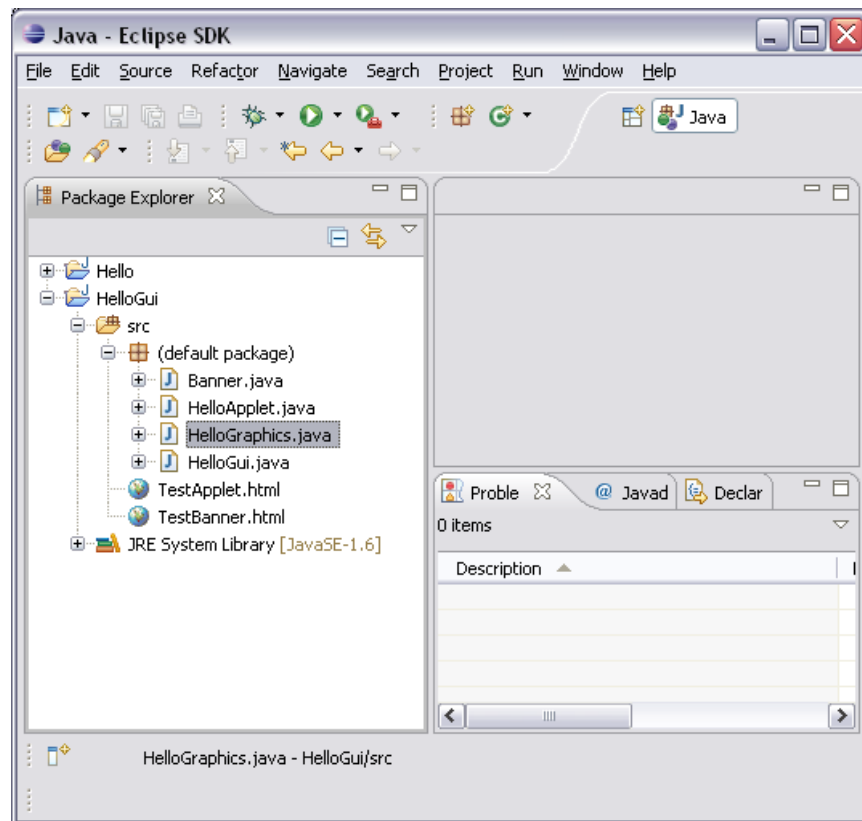 Java - Eclipse SDK
File Edit Source Refactor Navigate Search Project Run Window Help
Java
Package Explorer
Hello
HelloGui
src
(default package)
Banner.java
HelloApplet.java
HelloGraphics.java
HelloGui.java
TestApplet.html
TestBanner.html
JRE System Library [JavaSE-1.6]
Proble @ Javad Declar
0 items
Description
HelloGraphics.java - HelloGui/src